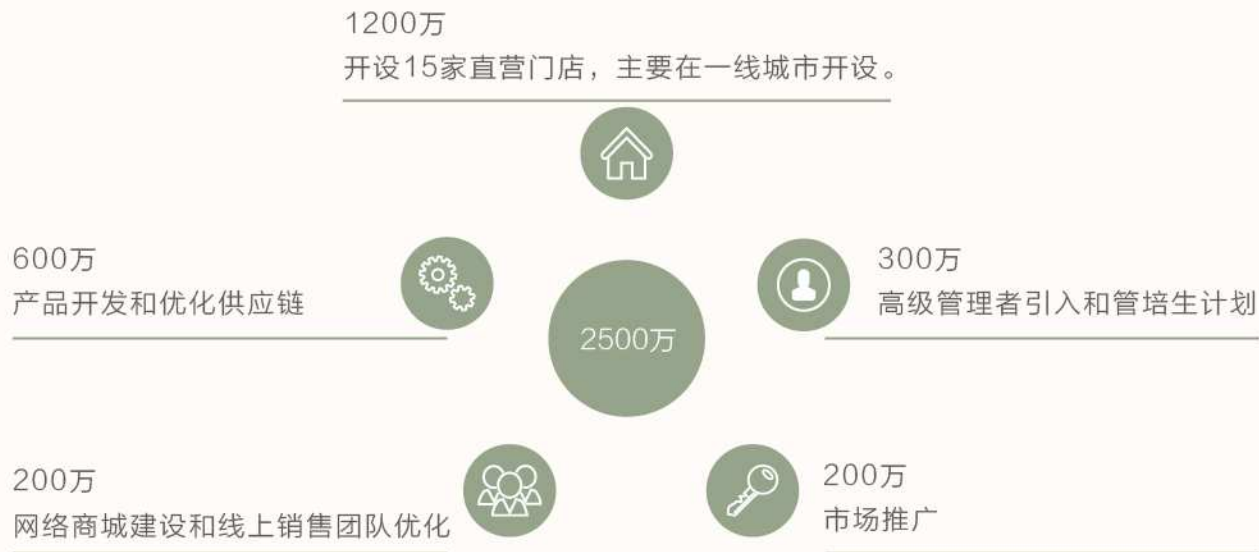 1200万
开设15家直营门店，主要在一线城市开设。
600万
产品开发和优化供应链
300万
高级管理者引入和管培生计划
2500万
200万
网络商城建设和线上销售团队优化
200万
市场推广